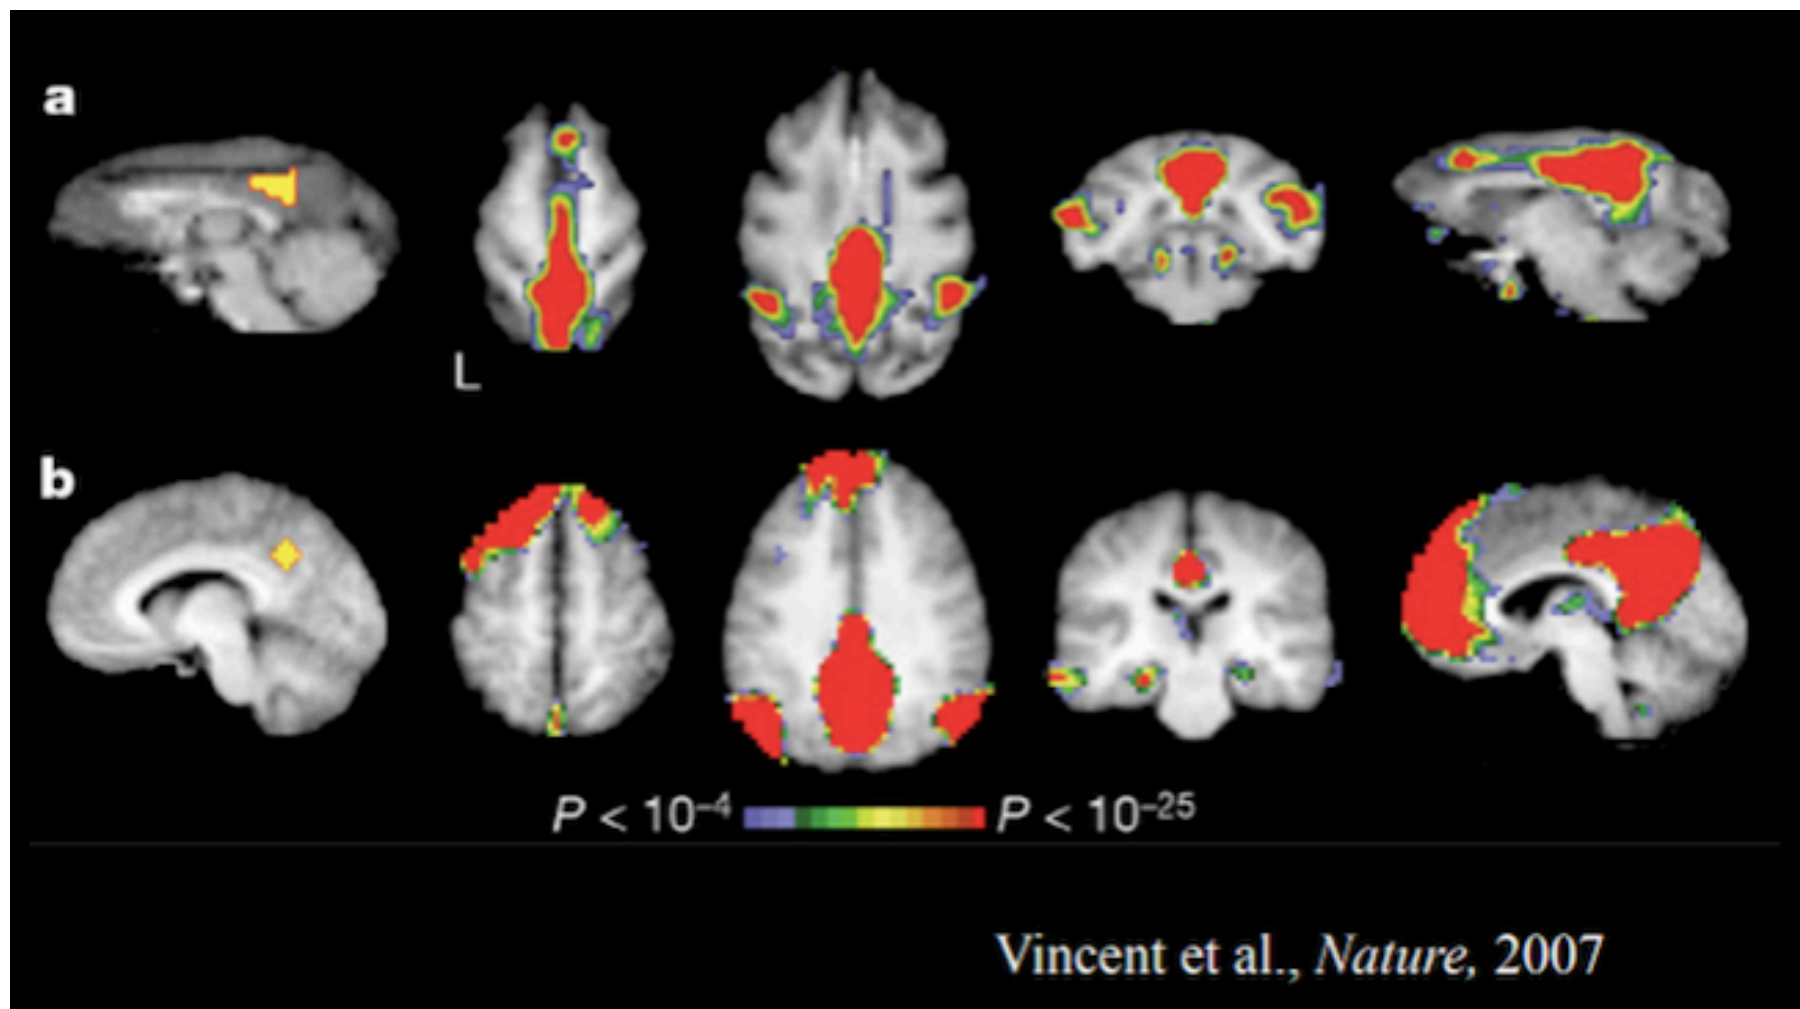 a
L
b
P < 10⁻⁴ P < 10⁻²⁵
Vincent et al., Nature, 2007